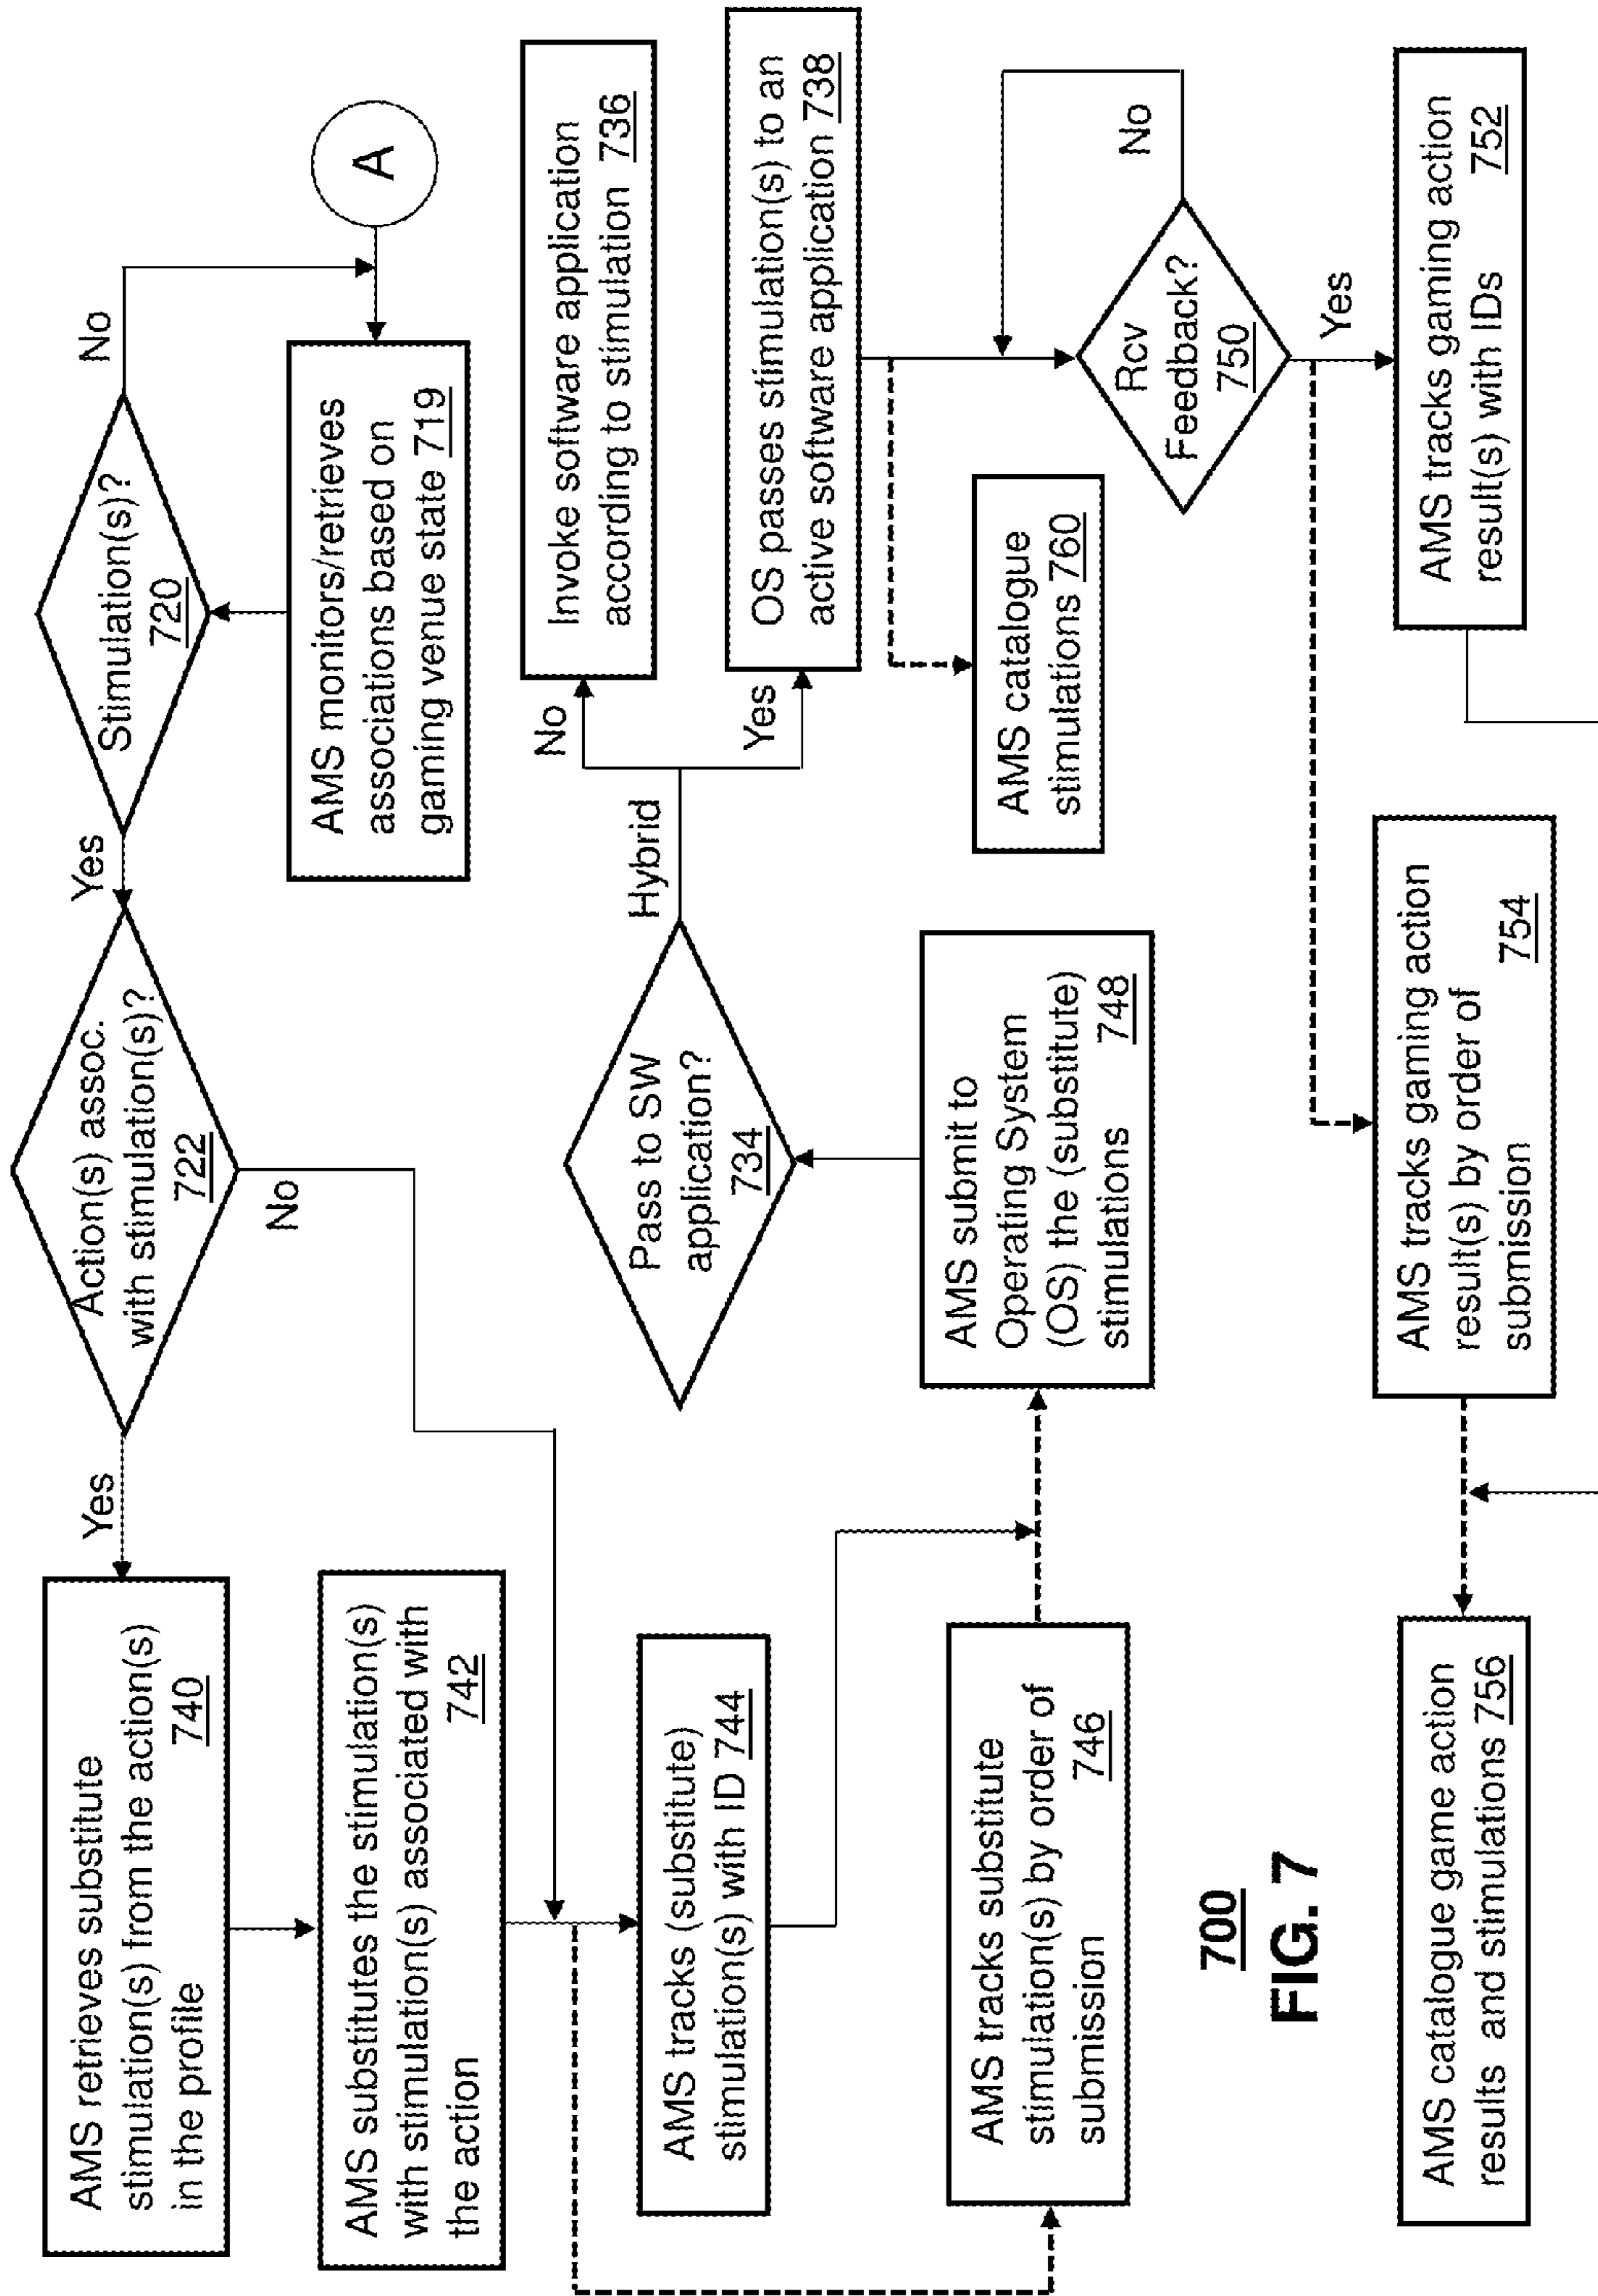 A
AMS monitors/retrieves
associations based on
gaming venue state 719
Stimulation(s)?
720
No
Yes
Action(s) assoc.
with stimulation(s)?
722
No
Yes
AMS retrieves substitute
stimulation(s) from the action(s)
in the profile
740
AMS substitutes the stimulation(s)
with stimulation(s) associated with
the action
742
AMS tracks (substitute)
stimulation(s) with ID 744
AMS tracks substitute
stimulation(s) by order of
submission
746
AMS submit to
Operating System
(OS) the (substitute)
stimulations
748
Pass to SW
application?
734
Hybrid
No
Yes
Invoke software application
according to stimulation 736
OS passes stimulation(s) to an
active software application 738
AMS catalogue
stimulations 760
Rcv
Feedback?
750
No
Yes
AMS tracks gaming action
result(s) with IDs
752
AMS tracks gaming action
result(s) by order of
submission
754
AMS catalogue game action
results and stimulations 756
700
FIG. 7